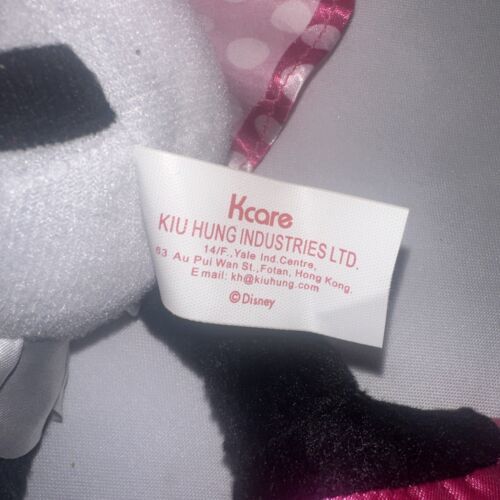 Kcare
KIU HUNG INDUSTRIES LTD.
14/F., Yale Ind.Centre,
63 Au Pui Wan St.,Fotan, Hong Kong.
E mail: kh@kiuhung.com
©Disney